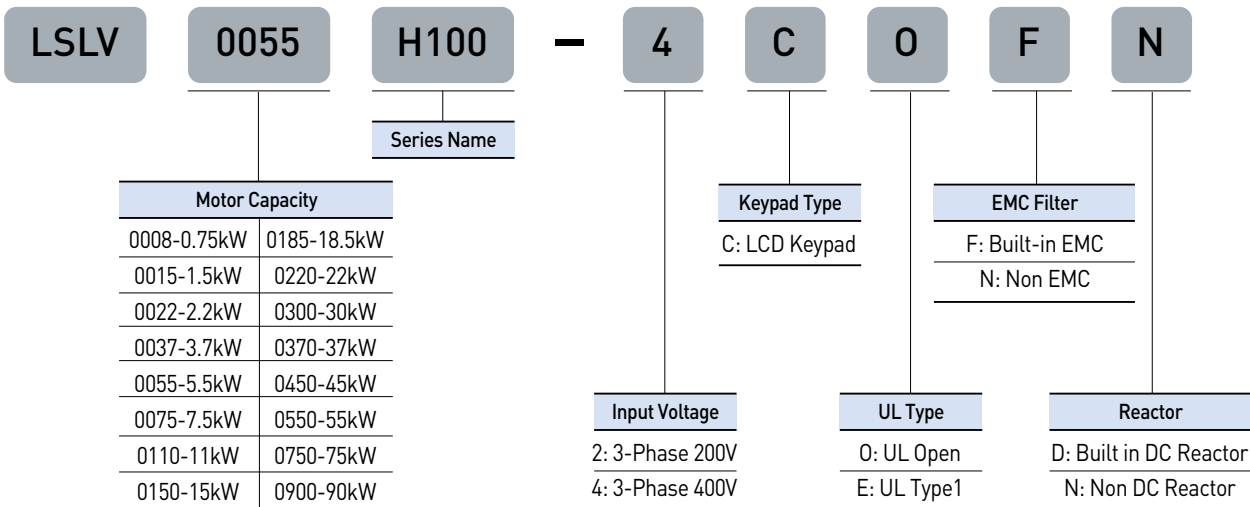 LSLV 0055 H100 - 4 C O F N
Series Name
Motor Capacity
0008-0.75kW 0185-18.5kW
0015-1.5kW 0220-22kW
0022-2.2kW 0300-30kW
0037-3.7kW 0370-37kW
0055-5.5kW 0450-45kW
0075-7.5kW 0550-55kW
0110-11kW 0750-75kW
0150-15kW 0900-90kW
Input Voltage
2: 3-Phase 200V
4: 3-Phase 400V
Keypad Type
C: LCD Keypad
UL Type
O: UL Open
E: UL Type1
EMC Filter
F: Built-in EMC
N: Non EMC
Reactor
D: Built in DC Reactor
N: Non DC Reactor